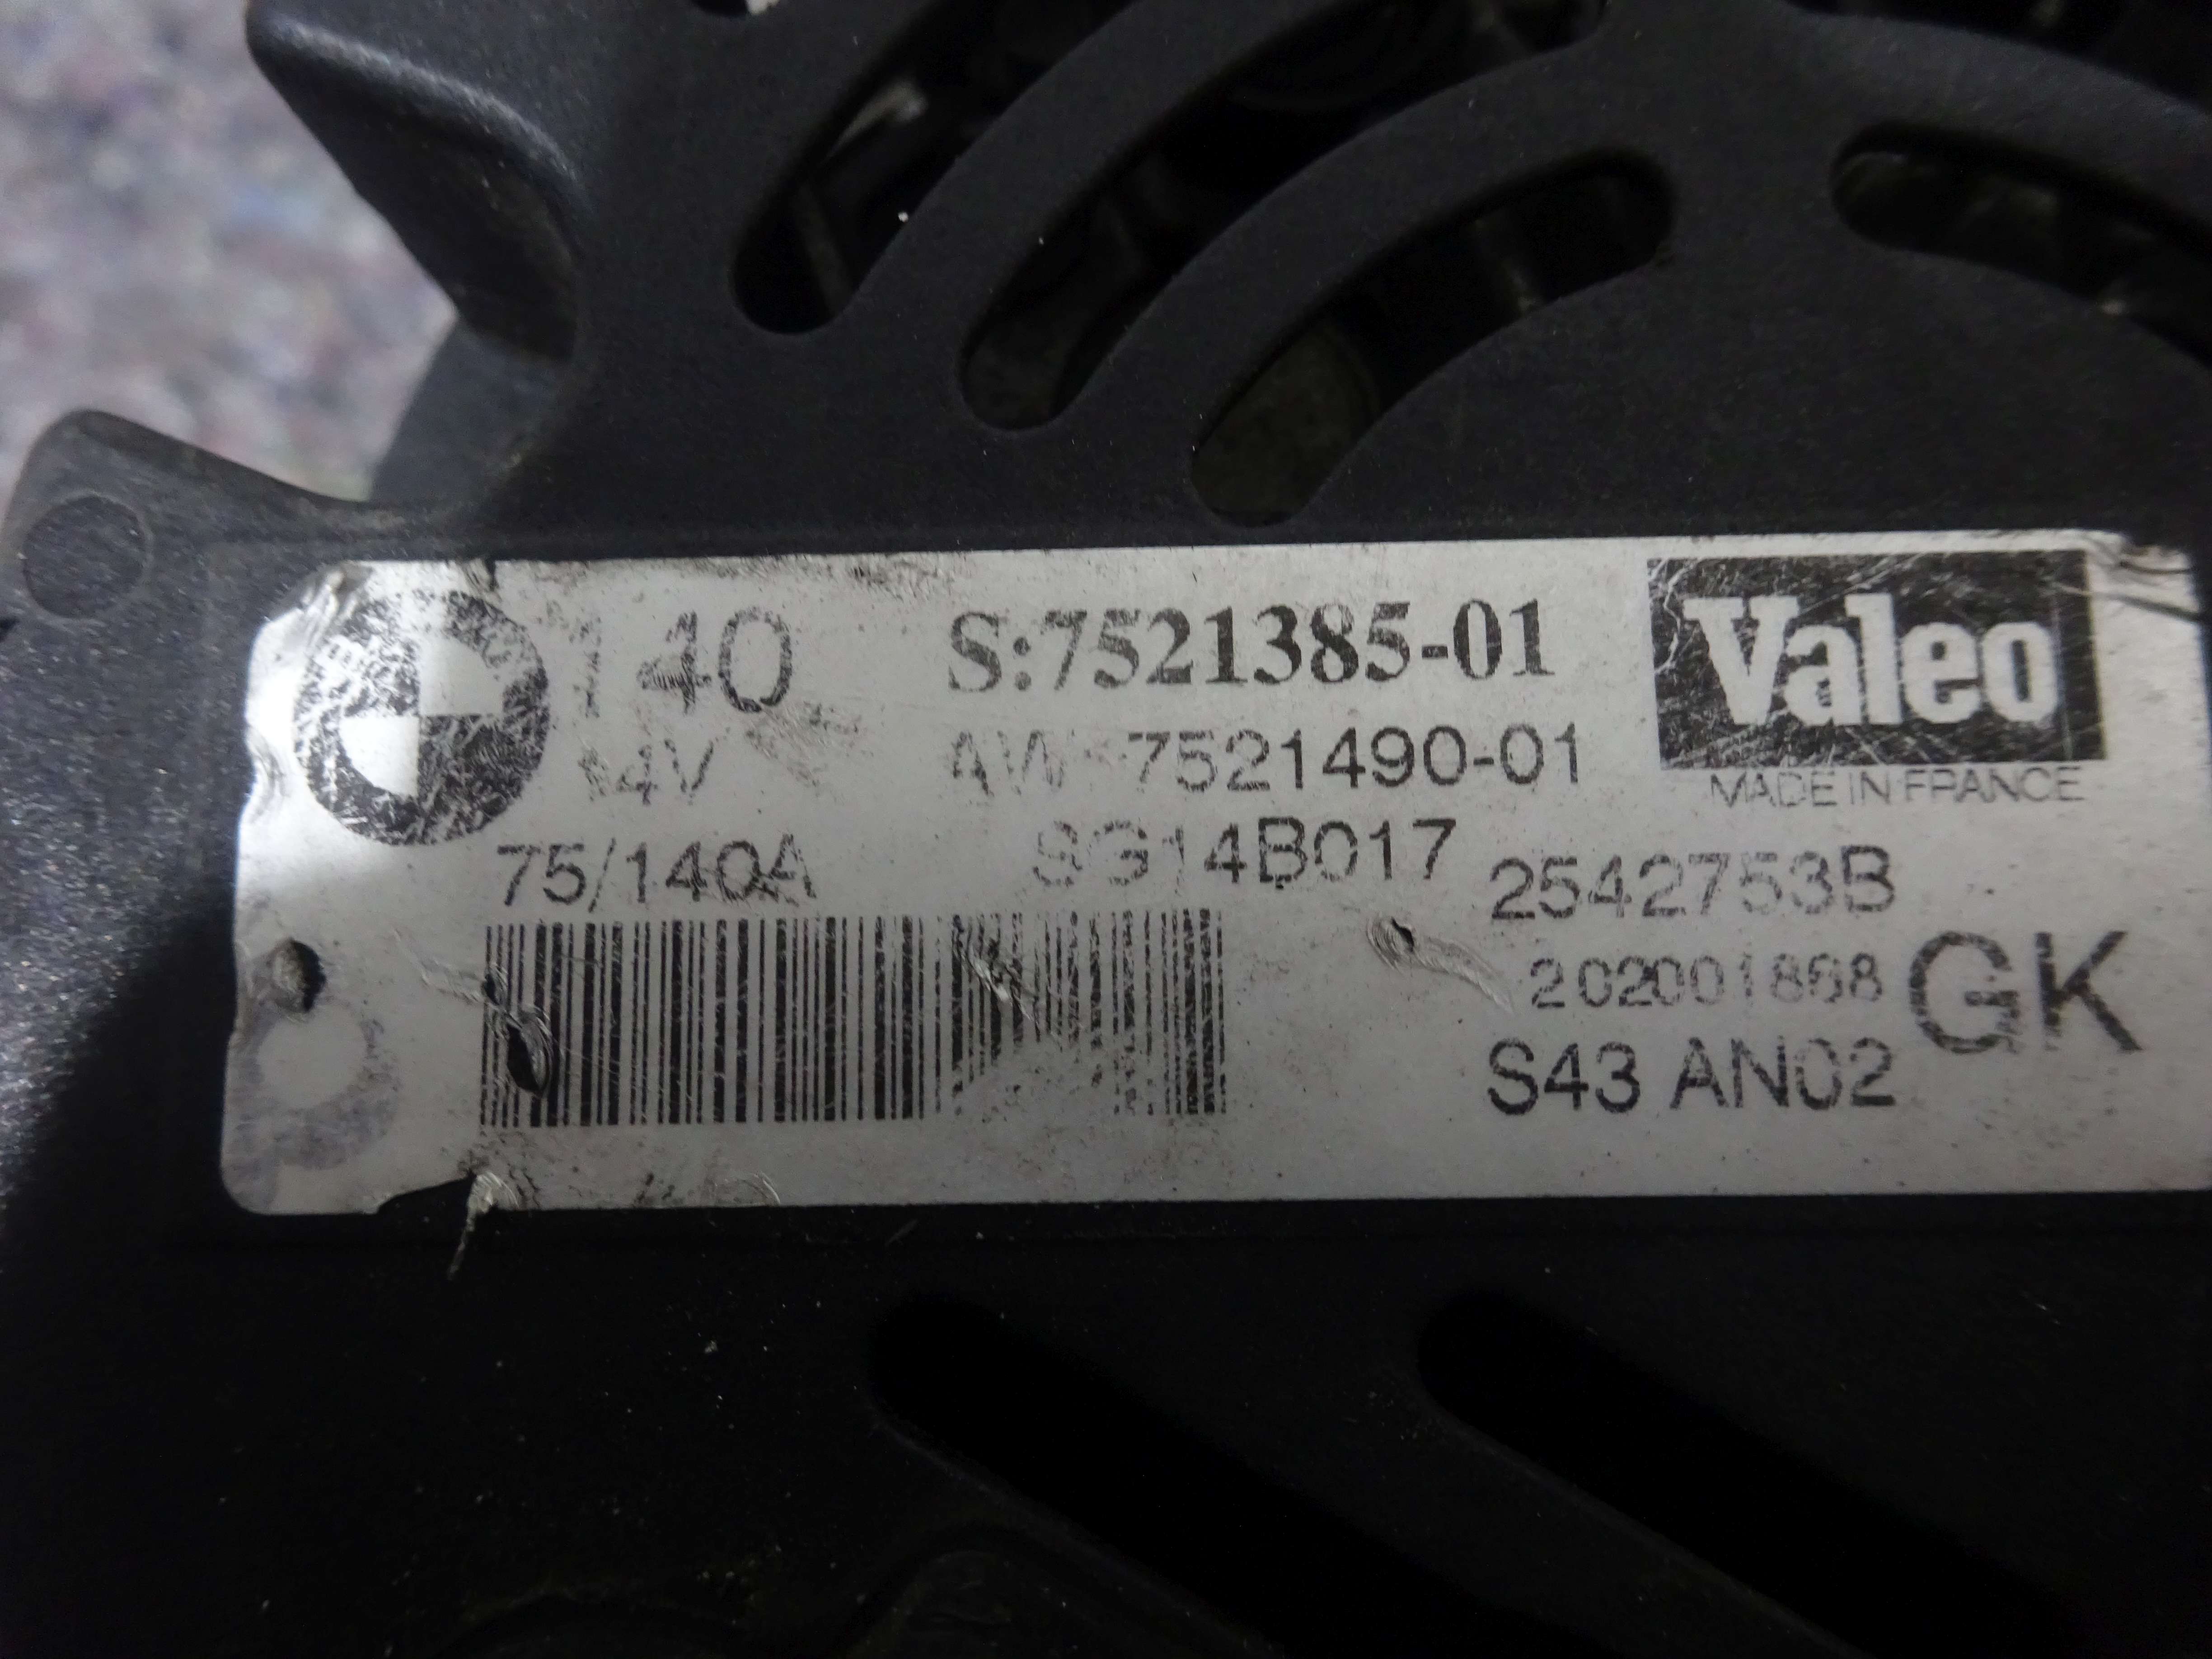 140 S:7521385-01 Valeo
14V AW 7521490-01
MADE IN FRANCE
75/140A SG14B017 2542753B
202001868 GK
S43 AN02